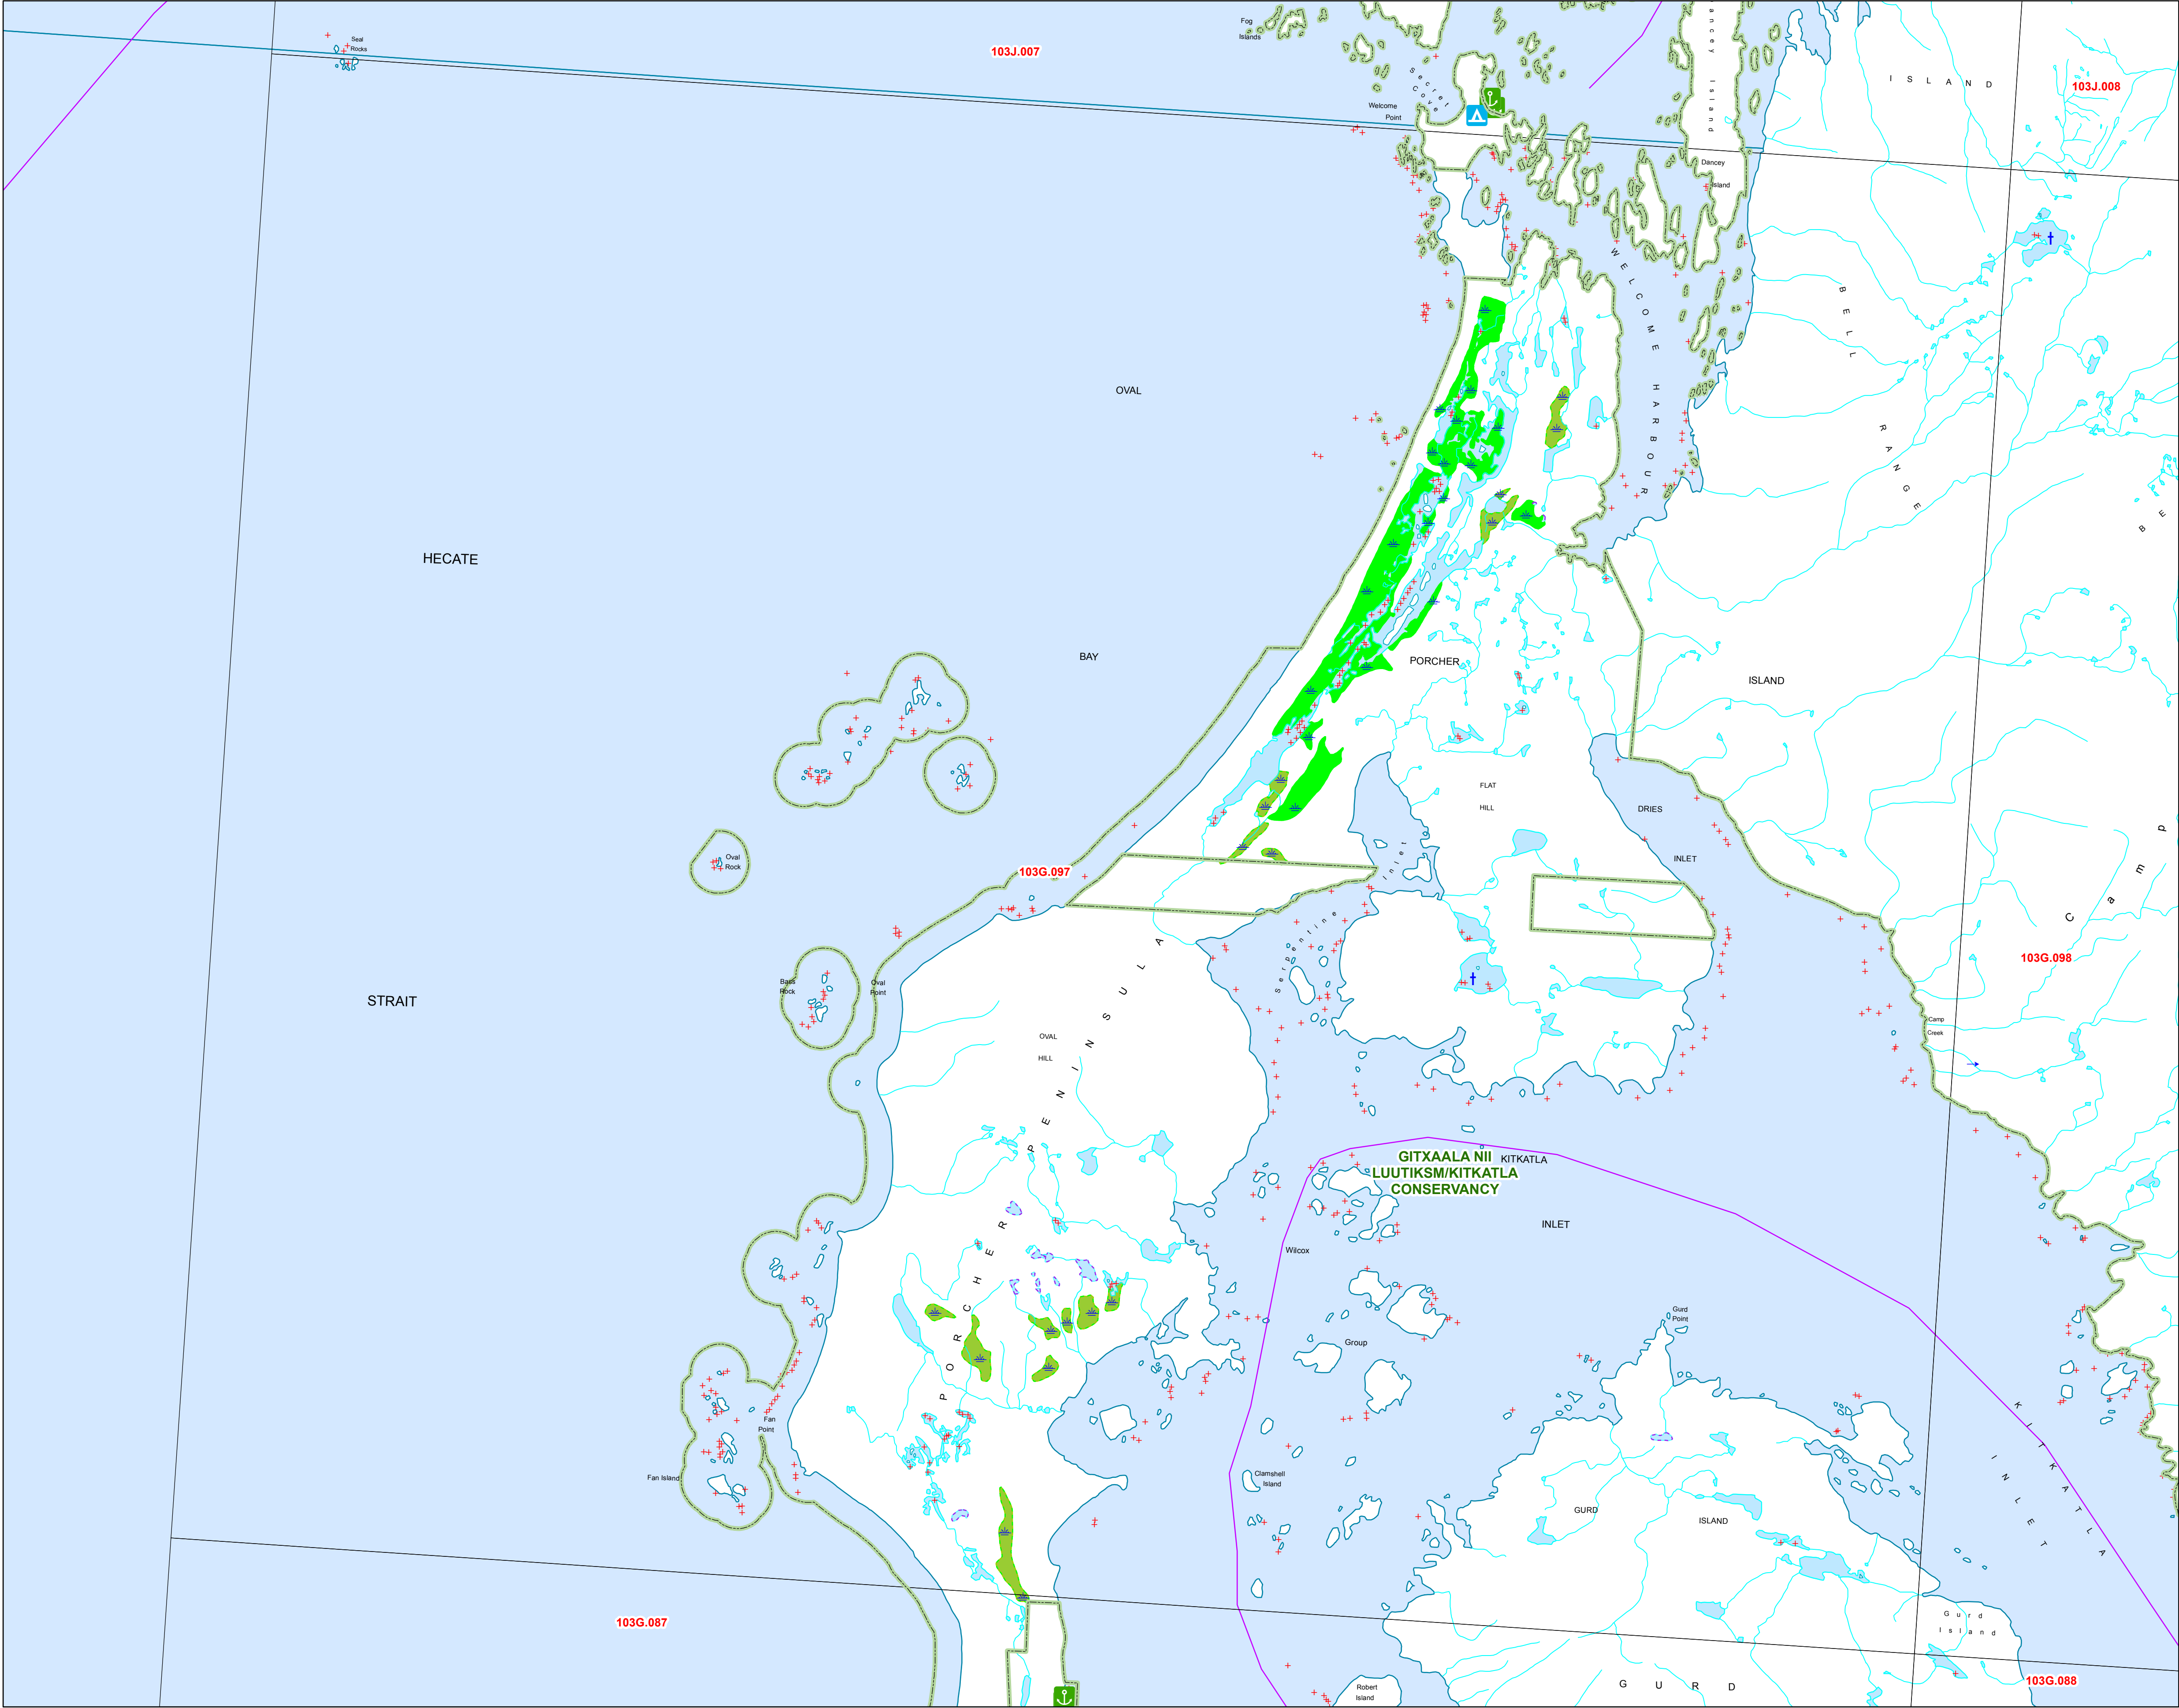 Seal
Rocks
103J.007
Fog
Islands
Secret
Cove
Welcome
Point
ancey Island
ISLAND
103J.008
Dancey
Island
WELCOME HARBOUR
BELL RANGE
BE
OVAL
HECATE
BAY
PORCHER
ISLAND
FLAT
HILL
DRIES
INLET
Camp
Oval
Rock
103G.097
Serpentine Inlet
Bass
Rock
Oval
Point
STRAIT
OVAL
HILL
PORCHER PENINSULA
103G.098
Camp
Creek
GITXAALA NII
LUUTIKSM/KITKATLA
CONSERVANCY
KITKATLA
INLET
Wilcox
Group
Gurd
Point
Fan
Point
Fan Island
Clamshell
Island
GURD
ISLAND
KITKATLA
INLET
103G.087
Gurd
Island
Robert
Island
GURD
103G.088